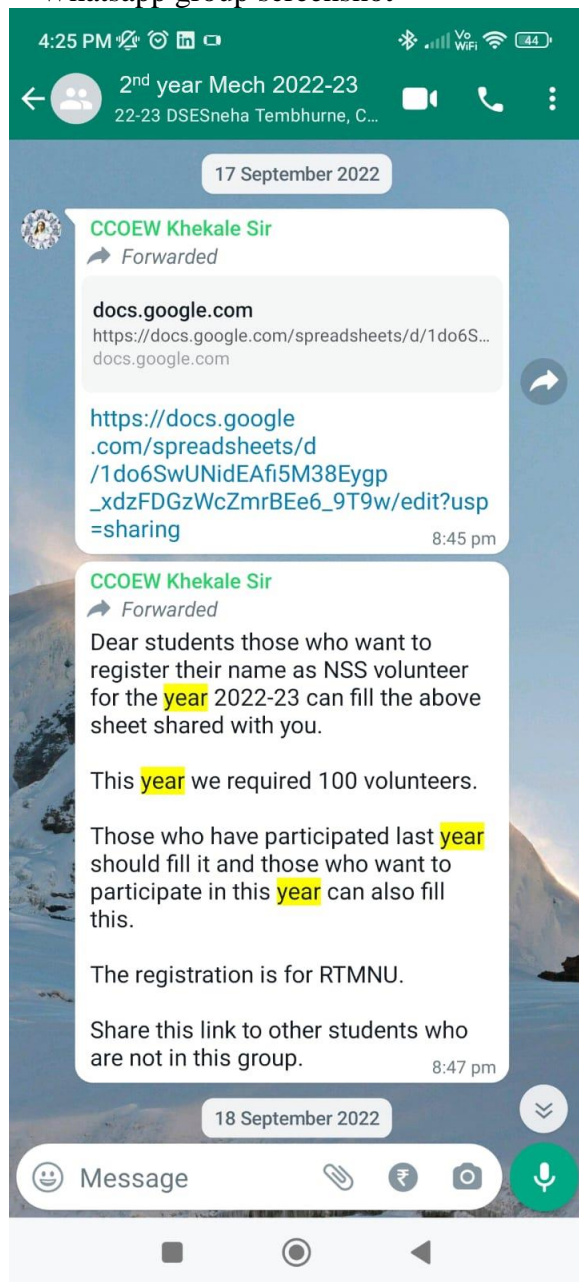 Whatsapp group screenshot
4:25 PM
Vo
WiFi
44
2nd year Mech 2022-23
22-23 DSESneha Tembhurne, C...
17 September 2022
CCOEW Khekale Sir
Forwarded
docs.google.com
https://docs.google.com/spreadsheets/d/1do6S...
docs.google.com
https://docs.google
.com/spreadsheets/d
/1do6SwUNidEAfi5M38Eygp
_xdzFDGzWcZmrBEe6_9T9w/edit?usp
=sharing
8:45 pm
CCOEW Khekale Sir
Forwarded
Dear students those who want to
register their name as NSS volunteer
for the year 2022-23 can fill the above
sheet shared with you.
This year we required 100 volunteers.
Those who have participated last year
should fill it and those who want to
participate in this year can also fill
this.
The registration is for RTMNU.
Share this link to other students who
are not in this group.
8:47 pm
18 September 2022
Message